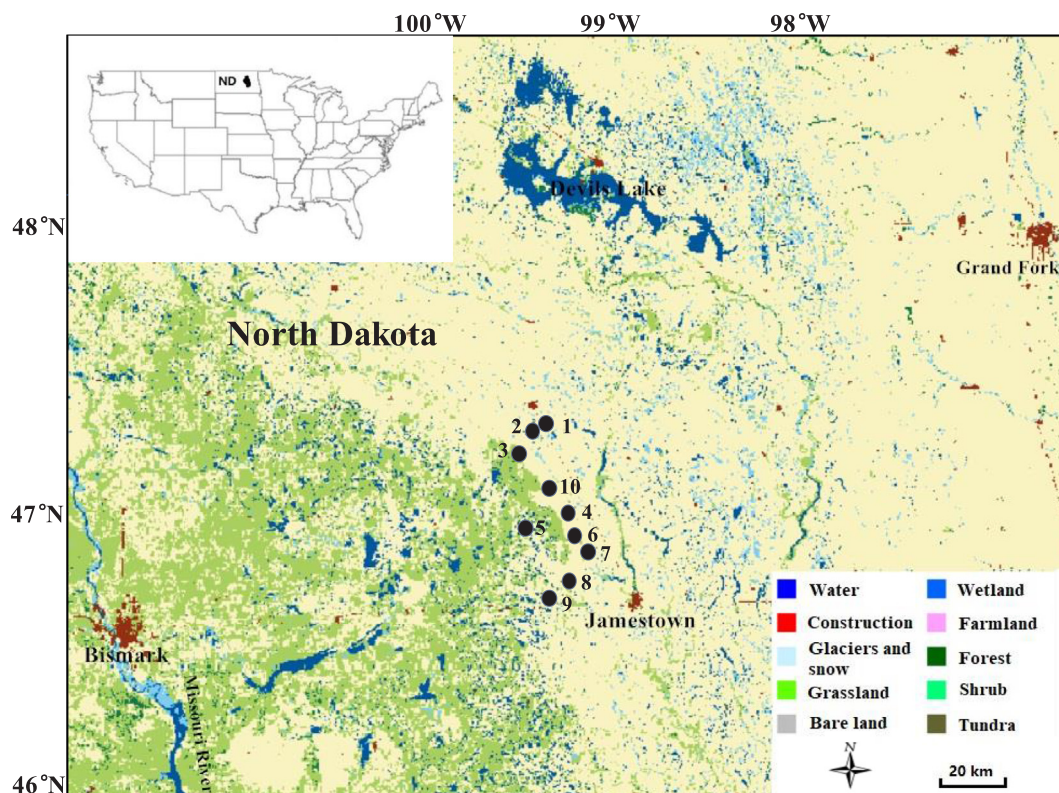 100°W 99°W 98°W
ND
48°N
Devils Lake
Grand Fork
North Dakota
1
2
3
10
47°N
4
5
6
7
8
9
Jamestown
Bismark
Missouri River
46°N
Water
Construction
Glaciers and
snow
Grassland
Bare land
Wetland
Farmland
Forest
Shrub
Tundra
N
20 km